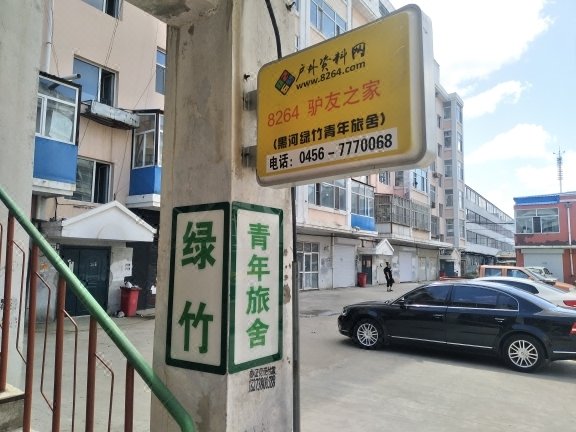 户外资料网
www.8264.com
8264 驴友之家
(黑河绿竹青年旅舍)
电话：0456-7770068
绿竹
青年旅舍